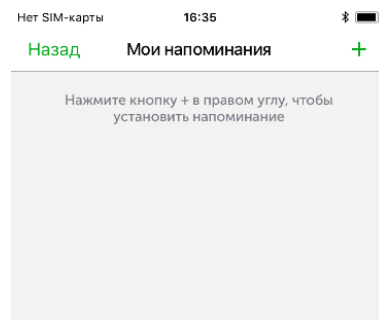 Нет SIM-карты 16:35
Назад Мои напоминания +
Нажмите кнопку + в правом углу, чтобы
установить напоминание